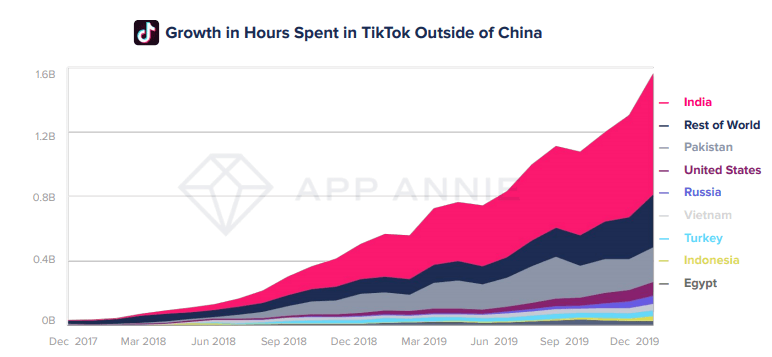 Growth in Hours Spent in TikTok Outside of China
1.6B
1.2B
0.8B
0.4B
0B
APP ANNIE
India
Rest of World
Pakistan
United States
Russia
Vietnam
Turkey
Indonesia
Egypt
Dec 2017 Mar 2018 Jun 2018 Sep 2018 Dec 2018 Mar 2019 Jun 2019 Sep 2019 Dec 2019